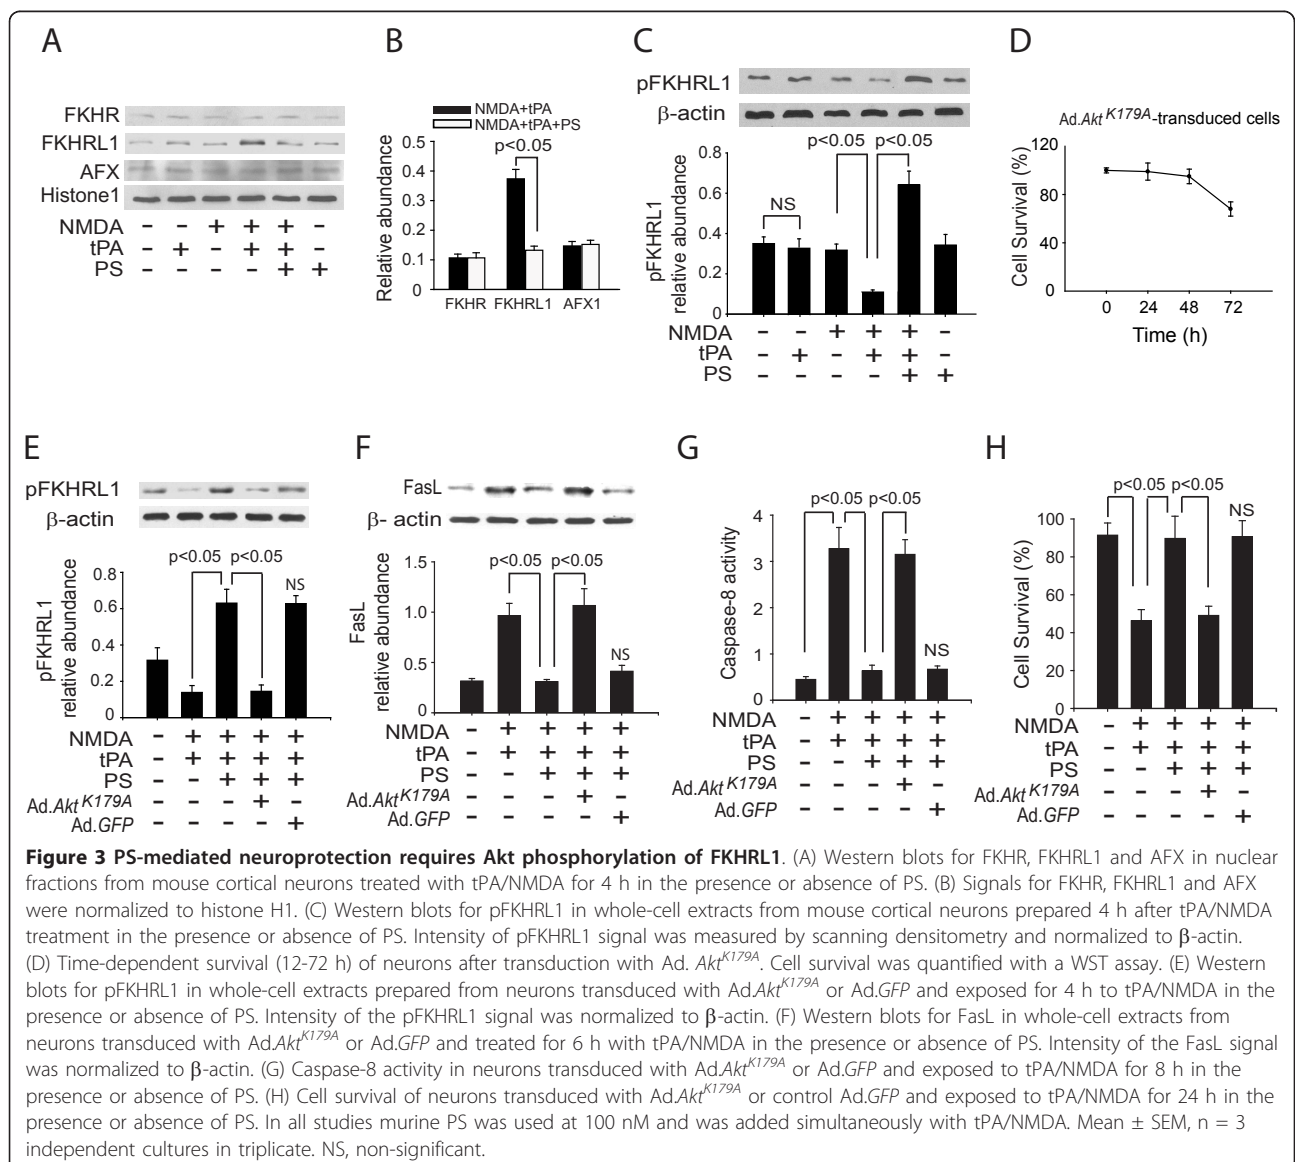 A
FKHR
FKHRL1
AFX
Histone1
NMDA - - + + + -
tPA - + - + + -
PS - - - - + +
B
NMDA+tPA
NMDA+tPA+PS
p<0.05
Relative abundance
0.5
0.4
0.3
0.2
0.1
0
FKHR FKHRL1 AFX1
C
pFKHRL1
β-actin
p<0.05 p<0.05
NS
pFKHRL1
relative abundance
0.8
0.6
0.4
0.2
0
NMDA - - + + + -
tPA - + - + + -
PS - - - - + +
D
Ad.Akt K179A-transduced cells
Cell Survival (%)
120
80
40
0
0 24 48 72
Time (h)
E
pFKHRL1
β-actin
p<0.05 p<0.05
NS
pFKHRL1
relative abundance
0.8
0.6
0.4
0.2
0
NMDA - + + + +
tPA - + + + +
PS - - + + +
Ad.Akt K179A - - - + -
Ad.GFP - - - - +
F
FasL
β- actin
p<0.05 p<0.05
NS
FasL
relative abundance
1.5
1.0
0.5
0
NMDA - + + + +
tPA - + + + +
PS - - + + +
Ad.Akt K179A - - - + -
Ad.GFP - - - - +
G
p<0.05 p<0.05
NS
Caspase-8 activity
4
3
2
1
0
NMDA - + + + +
tPA - + + + +
PS - - + + +
Ad.Akt K179A - - - + -
Ad.GFP - - - - +
H
p<0.05 p<0.05
NS
Cell Survival (%)
100
80
60
40
20
0
NMDA - + + + +
tPA - + + + +
PS - - + + +
Ad.Akt K179A - - - + -
Ad.GFP - - - - +
Figure 3 PS-mediated neuroprotection requires Akt phosphorylation of FKHRL1. (A) Western blots for FKHR, FKHRL1 and AFX in nuclear
fractions from mouse cortical neurons treated with tPA/NMDA for 4 h in the presence or absence of PS. (B) Signals for FKHR, FKHRL1 and AFX
were normalized to histone H1. (C) Western blots for pFKHRL1 in whole-cell extracts from mouse cortical neurons prepared 4 h after tPA/NMDA
treatment in the presence or absence of PS. Intensity of pFKHRL1 signal was measured by scanning densitometry and normalized to β-actin.
(D) Time-dependent survival (12-72 h) of neurons after transduction with Ad. Akt K179A. Cell survival was quantified with a WST assay. (E) Western
blots for pFKHRL1 in whole-cell extracts prepared from neurons transduced with Ad.Akt K179A or Ad.GFP and exposed for 4 h to tPA/NMDA in the
presence or absence of PS. Intensity of the pFKHRL1 signal was normalized to β-actin. (F) Western blots for FasL in whole-cell extracts from
neurons transduced with Ad.Akt K179A or Ad.GFP and treated for 6 h with tPA/NMDA in the presence or absence of PS. Intensity of the FasL signal
was normalized to β-actin. (G) Caspase-8 activity in neurons transduced with Ad.Akt K179A or Ad.GFP and exposed to tPA/NMDA for 8 h in the
presence or absence of PS. (H) Cell survival of neurons transduced with Ad.Akt K179A or control Ad.GFP and exposed to tPA/NMDA for 24 h in the
presence or absence of PS. In all studies murine PS was used at 100 nM and was added simultaneously with tPA/NMDA. Mean ± SEM, n = 3
independent cultures in triplicate. NS, non-significant.